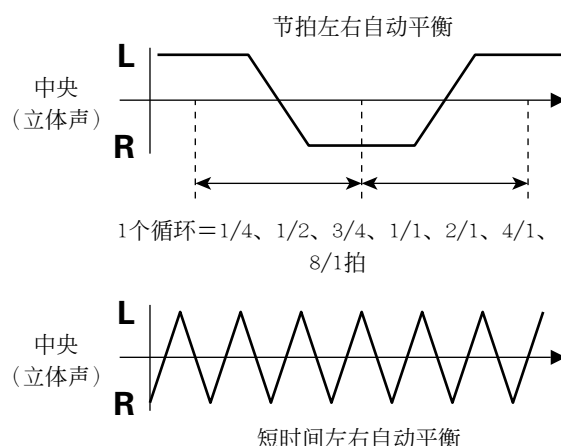 节拍左右自动平衡
L
中央
（立体声）
R
1个循环＝1/4、1/2、3/4、1/1、2/1、4/1、
8/1拍
L
中央
（立体声）
R
短时间左右自动平衡